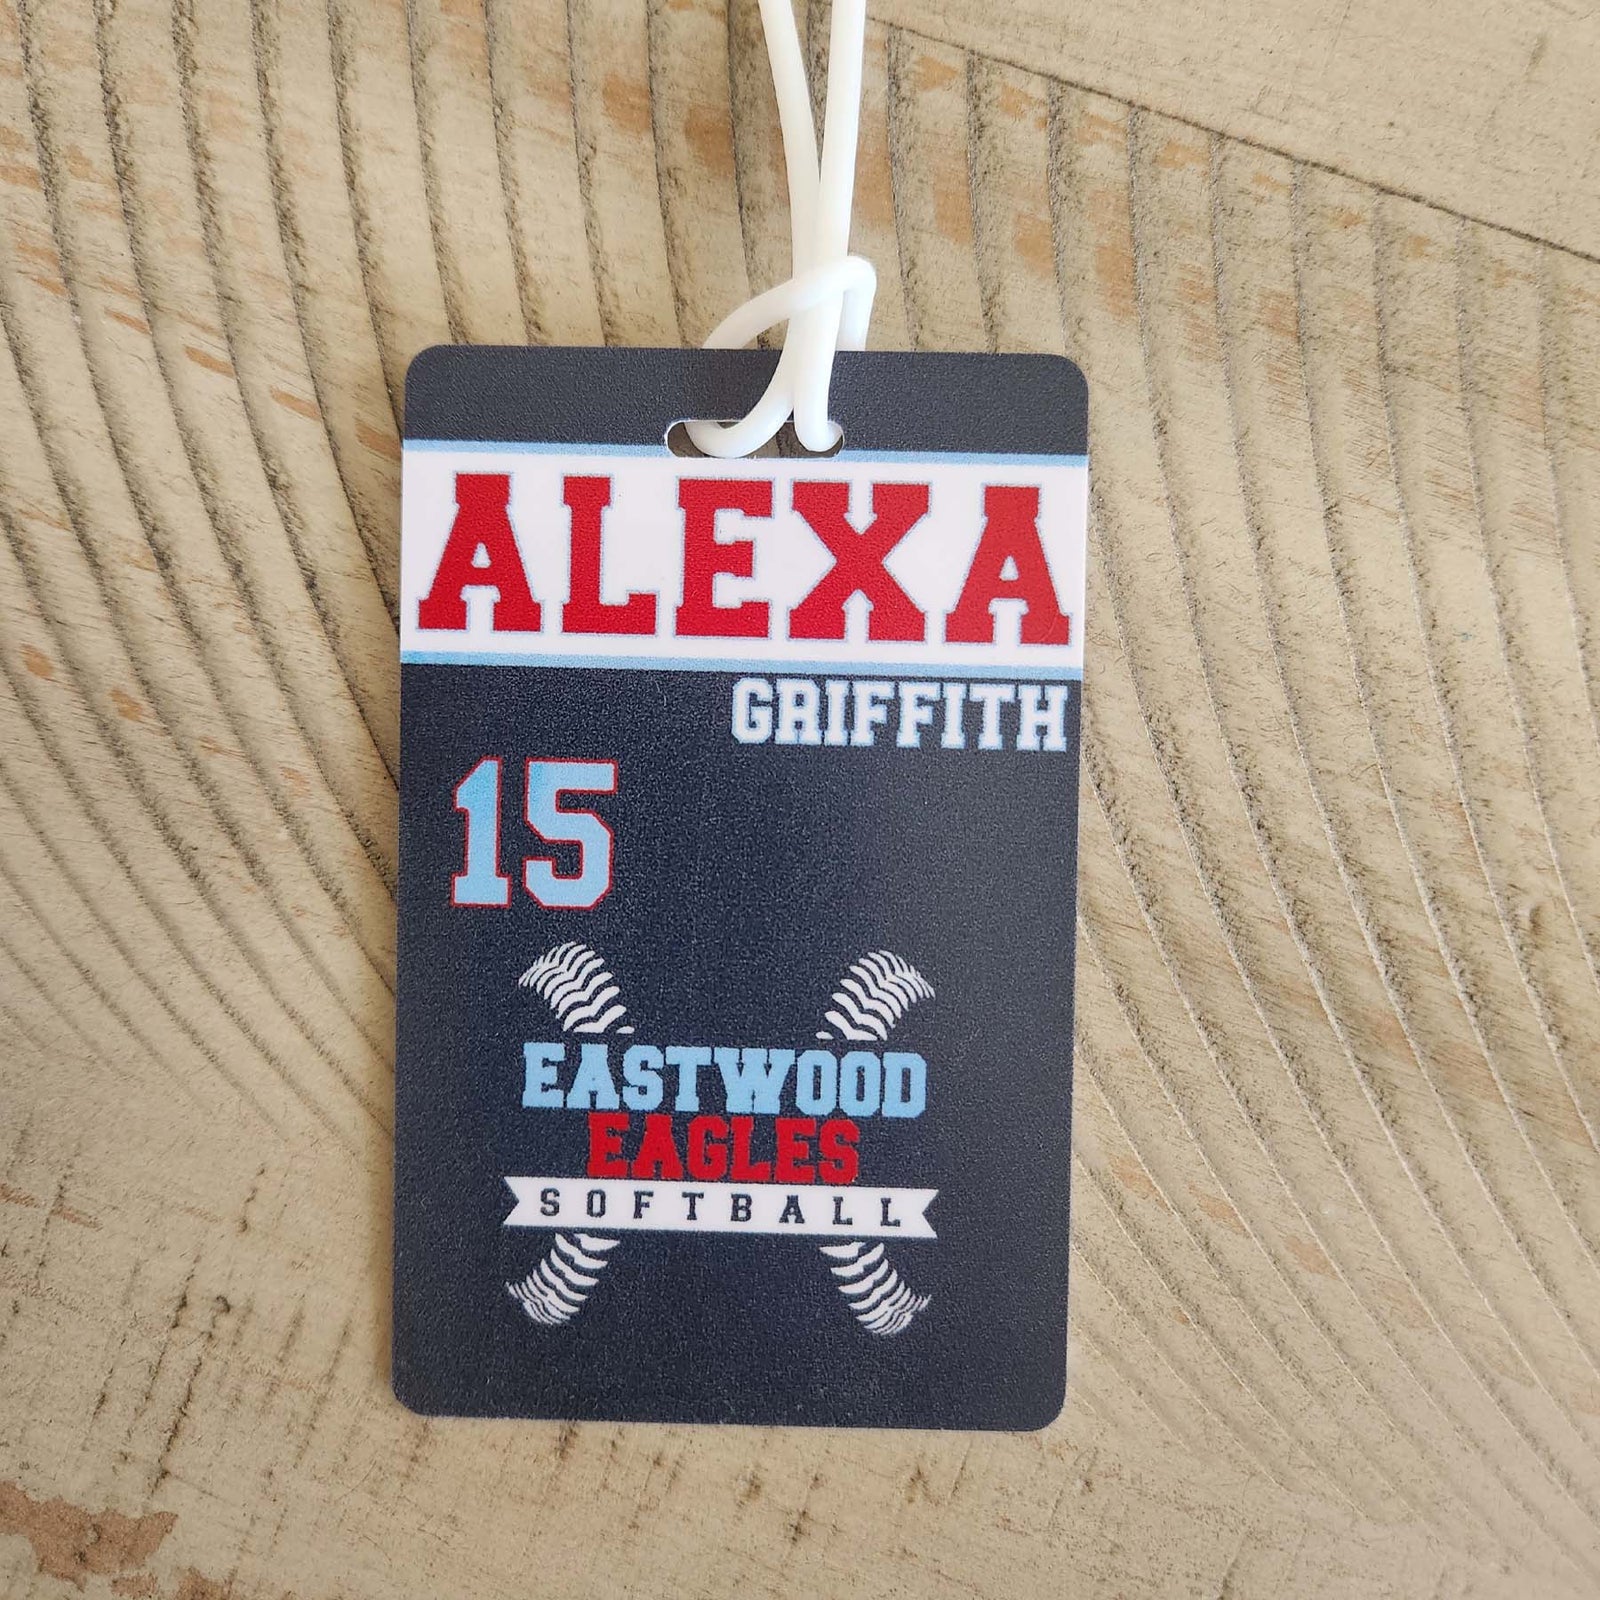 ALEXA
GRIFFITH
15
EASTWOOD
EAGLES
SOFTBALL